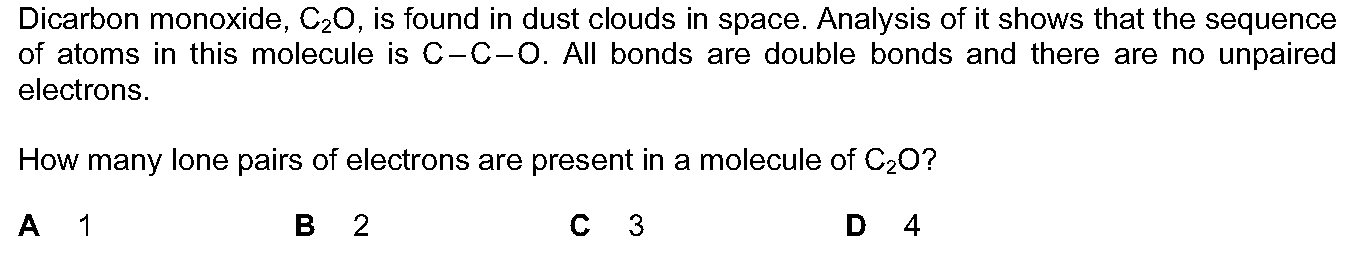 Dicarbon monoxide, C₂O, is found in dust clouds in space. Analysis of it shows that the sequence
of atoms in this molecule is C–C–O. All bonds are double bonds and there are no unpaired
electrons.
How many lone pairs of electrons are present in a molecule of C₂O?
A 1 B 2 C 3 D 4